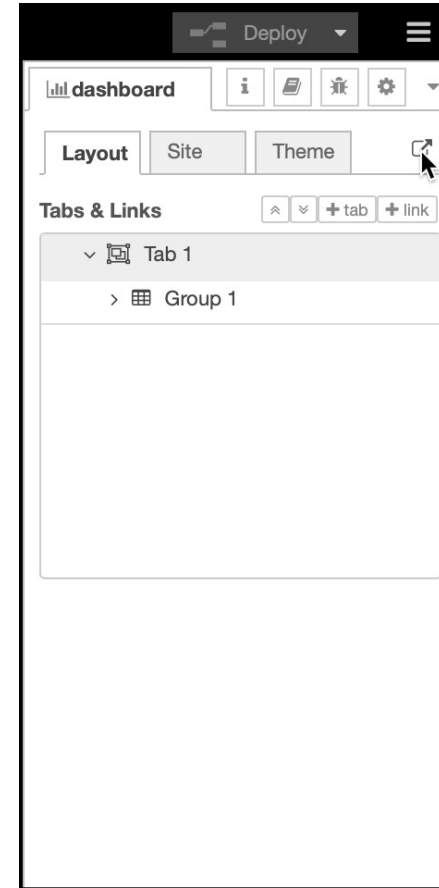 Deploy
dashboard i
Layout Site Theme
Tabs & Links + tab + link
Tab 1
Group 1